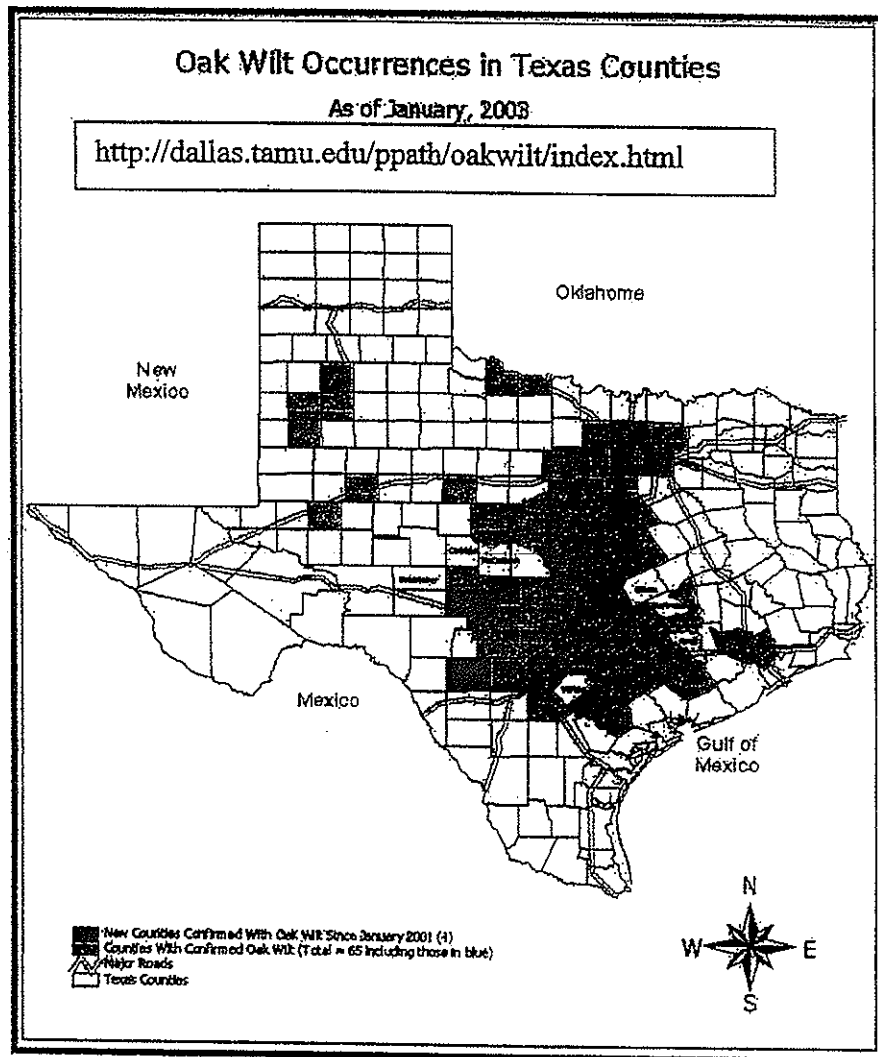 Oak Wilt Occurrences in Texas Counties
As of January, 2003
http://dallas.tamu.edu/ppath/oakwilt/index.html
Oklahoma
New
Mexico
Mexico
Gulf of
Mexico
New Counties Confirmed With Oak Wilt Since January 2001 (4)
Counties With Confirmed Oak Wilt (Total = 65 including those in blue)
Major Roads
Texas Counties
N
W
E
S